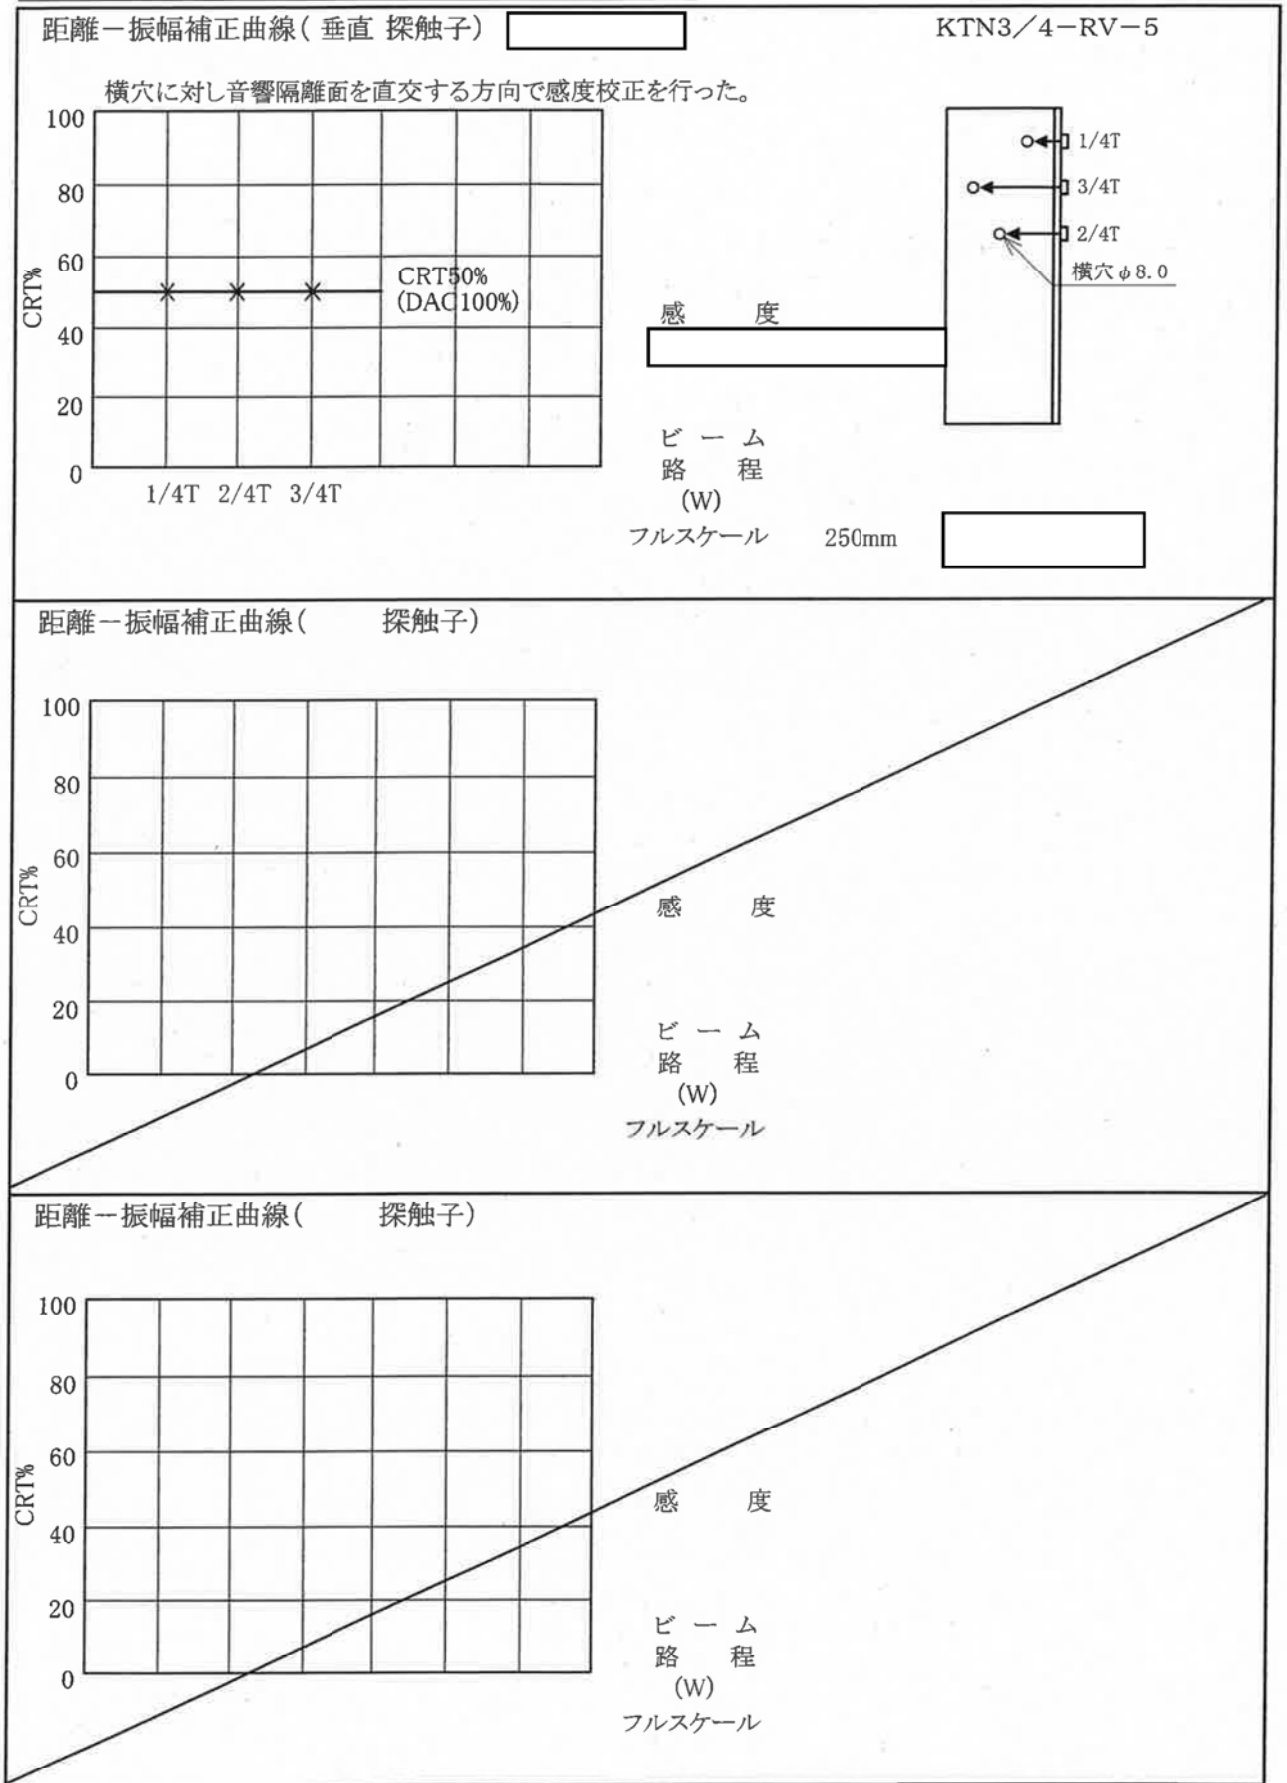 距離－振幅補正曲線( 垂直 探触子)
KTN3／4－RV－5
横穴に対し音響隔離面を直交する方向で感度校正を行った。
100
80
60
40
20
0
CRT%
CRT50%
(DAC100%)
1/4T 2/4T 3/4T
1/4T
3/4T
2/4T
横穴φ8.0
感 度
ビ ー ム
路 程
(W)
フルスケール 250mm
距離－振幅補正曲線( 探触子)
100
80
60
40
20
0
CRT%
感 度
ビ ー ム
路 程
(W)
フルスケール
距離－振幅補正曲線( 探触子)
100
80
60
40
20
0
CRT%
感 度
ビ ー ム
路 程
(W)
フルスケール